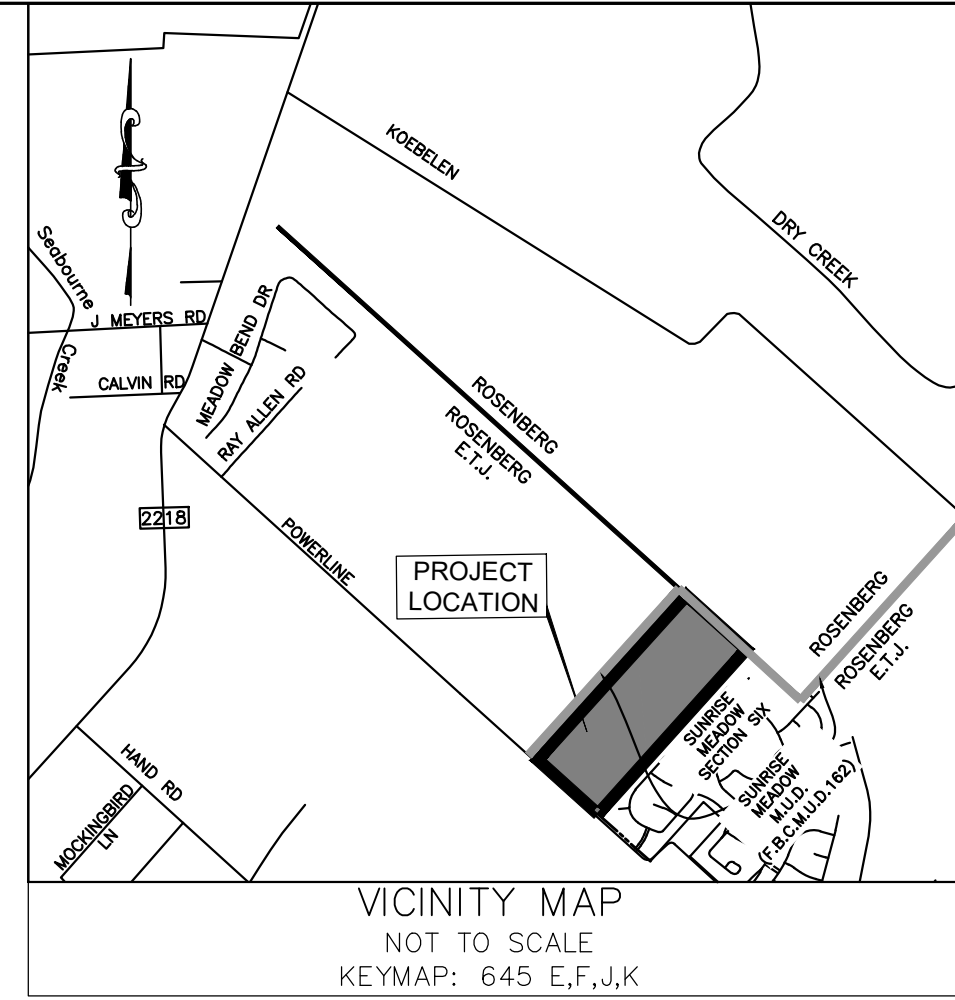 KOEBELEN
DRY CREEK
Seabourne
Creek
J MEYERS RD
CALVIN RD
MEADOW BEND DR
RAY ALLEN RD
ROSENBERG
ROSENBERG
E.T.J.
2218
POWERLINE
PROJECT
LOCATION
ROSENBERG
ROSENBERG
E.T.J.
SUNRISE
MEADOW
SECTION SIX
SUNRISE
MEADOW
M.U.D.
(F.B.C.M.U.D.162)
HAND RD
MOCKINGBIRD
LN
VICINITY MAP
NOT TO SCALE
KEYMAP: 645 E,F,J,K